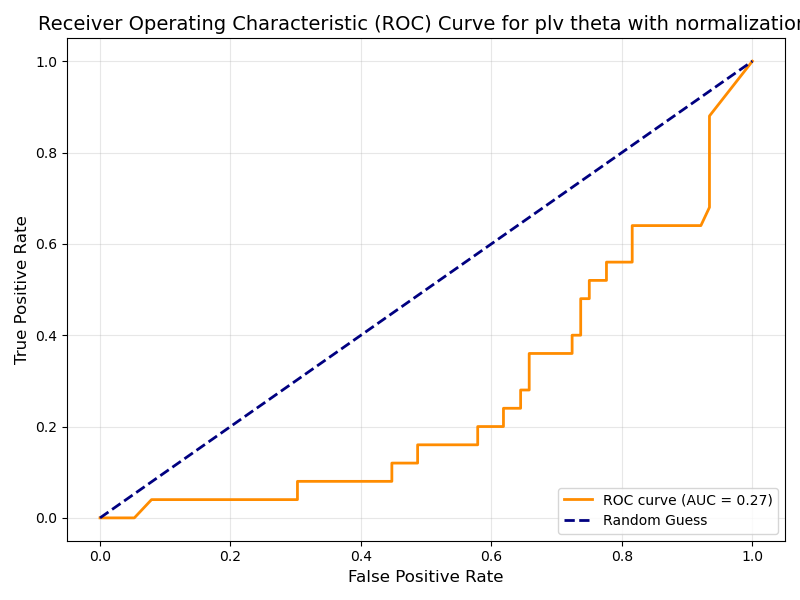 Receiver Operating Characteristic (ROC) Curve for plv theta with normalization
1.0
0.8
0.6
0.4
0.2
0.0
True Positive Rate
0.0 0.2 0.4 0.6 0.8 1.0
False Positive Rate
ROC curve (AUC = 0.27)
Random Guess